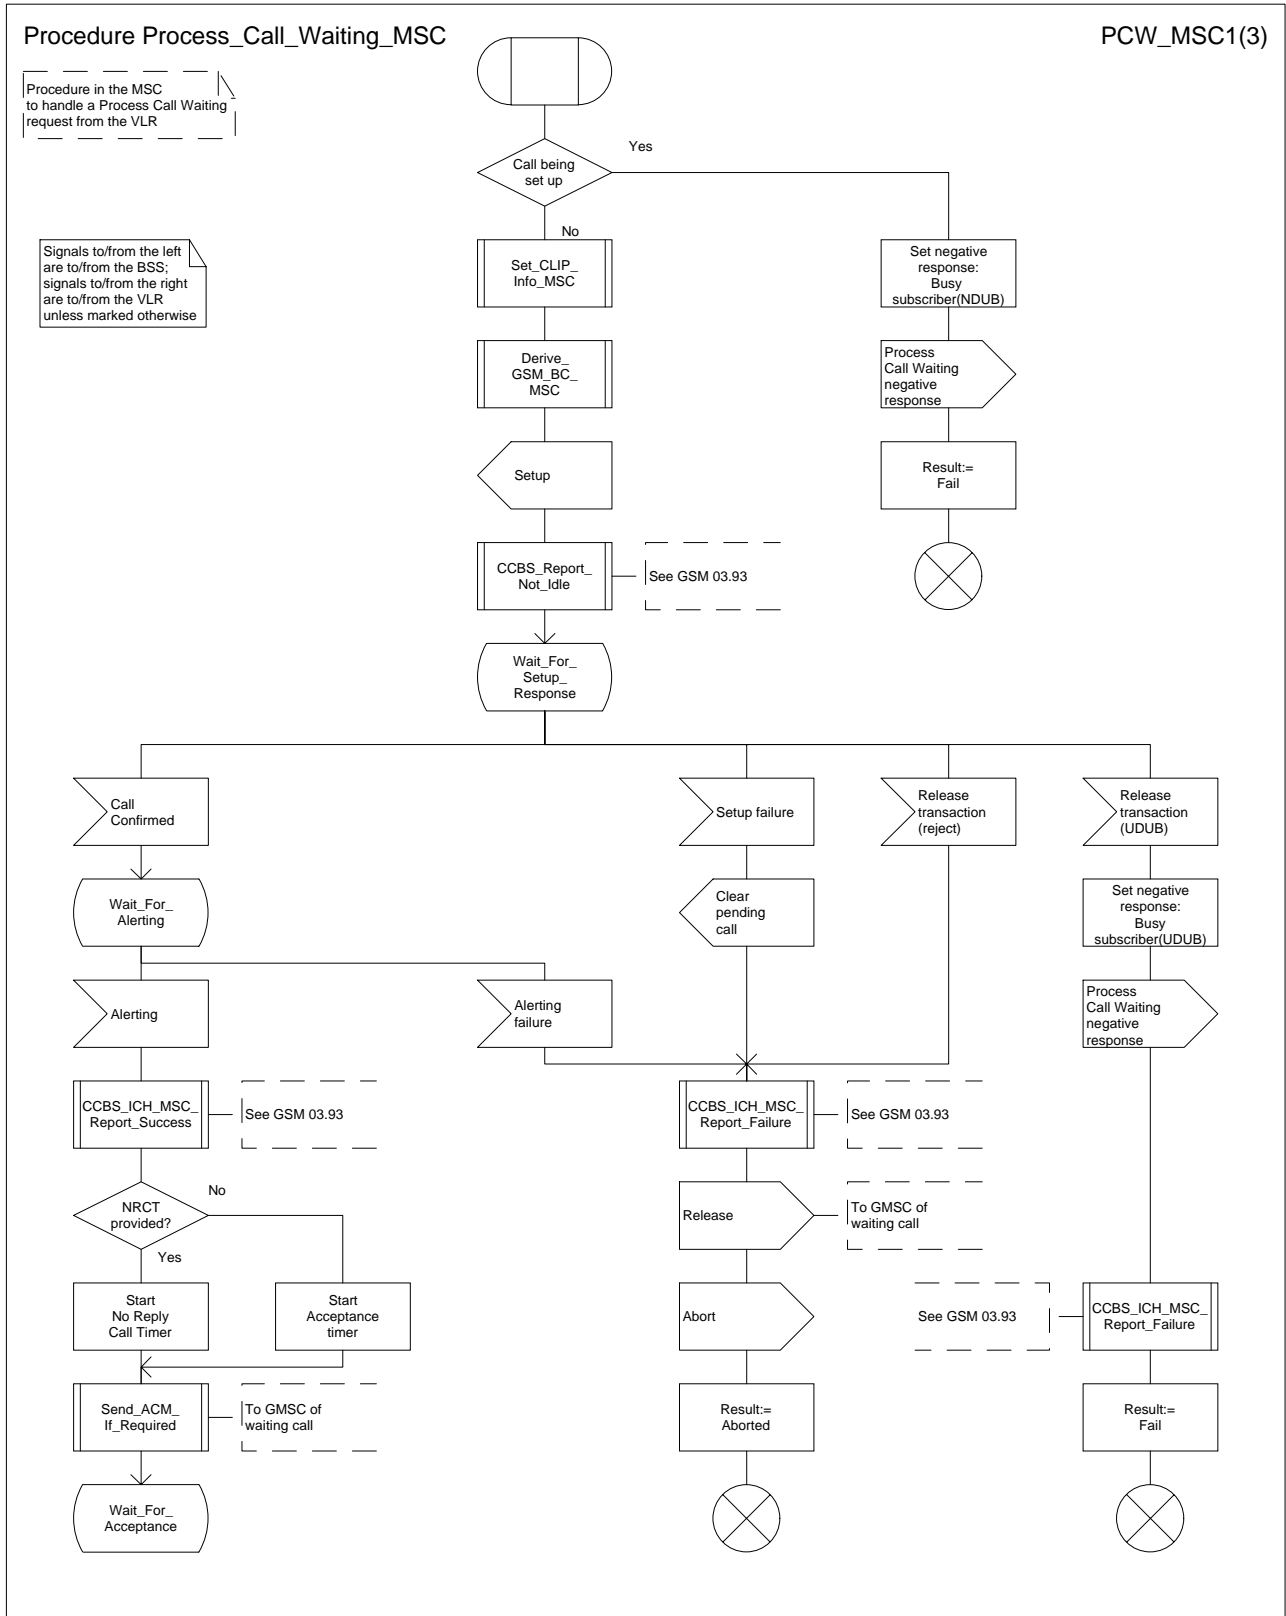 Procedure Process_Call_Waiting_MSC
PCW_MSC1(3)
Procedure in the MSC
to handle a Process Call Waiting
request from the VLR
Signals to/from the left
are to/from the BSS;
signals to/from the right
are to/from the VLR
unless marked otherwise
Call being
set up
Yes
No
Set_CLIP_
Info_MSC
Derive_
GSM_BC_
MSC
Setup
CCBS_Report_
Not_Idle
See GSM 03.93
Wait_For_
Setup_
Response
Set negative
response:
Busy
subscriber(NDUB)
Process
Call Waiting
negative
response
Result:=
Fail
Call
Confirmed
Wait_For_
Alerting
Alerting
Alerting
failure
Setup failure
Clear
pending
call
Release
transaction
(reject)
Release
transaction
(UDUB)
Set negative
response:
Busy
subscriber(UDUB)
Process
Call Waiting
negative
response
CCBS_ICH_MSC_
Report_Success
See GSM 03.93
NRCT
provided?
No
Yes
Start
No Reply
Call Timer
Start
Acceptance
timer
Send_ACM_
If_Required
To GMSC of
waiting call
Wait_For_
Acceptance
CCBS_ICH_MSC_
Report_Failure
See GSM 03.93
Release
To GMSC of
waiting call
Abort
Result:=
Aborted
See GSM 03.93
CCBS_ICH_MSC_
Report_Failure
Result:=
Fail